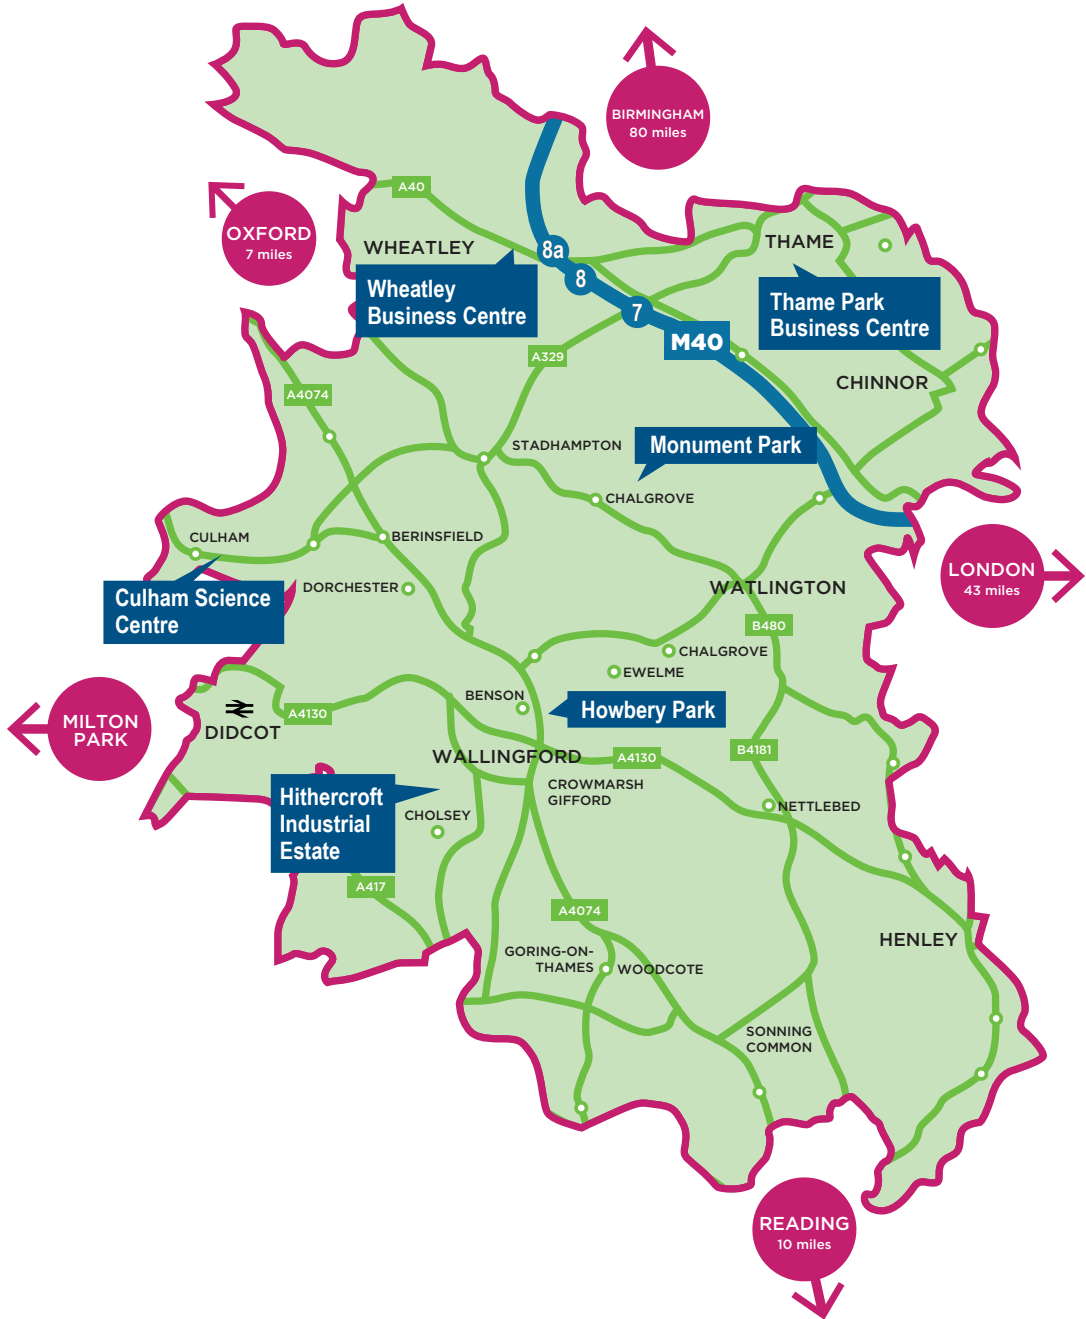 BIRMINGHAM
80 miles
A40
OXFORD
7 miles
WHEATLEY
THAME
8a
8
7
Wheatley
Business Centre
Thame Park
Business Centre
M40
A329
CHINNOR
A4074
STADHAMPTON
Monument Park
CHALGROVE
CULHAM
BERINSFIELD
LONDON
43 miles
DORCHESTER
WATLINGTON
Culham Science
Centre
B480
CHALGROVE
EWELME
BENSON
Howbery Park
MILTON
PARK
A4130
DIDCOT
B4181
WALLINGFORD
A4130
CROWMARSH
GIFFORD
Hithercroft
Industrial
Estate
NETTLEBED
CHOLSEY
A417
A4074
HENLEY
GORING-ON-
THAMES
WOODCOTE
SONNING
COMMON
READING
10 miles